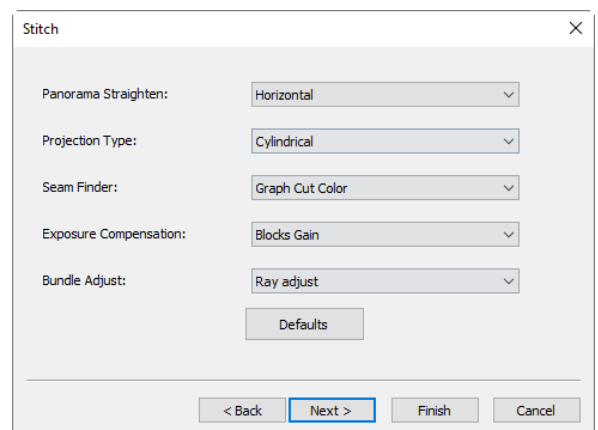 Stitch
Panorama Straighten: Horizontal
Projection Type: Cylindrical
Seam Finder: Graph Cut Color
Exposure Compensation: Blocks Gain
Bundle Adjust: Ray adjust
Defaults
< Back Next > Finish Cancel